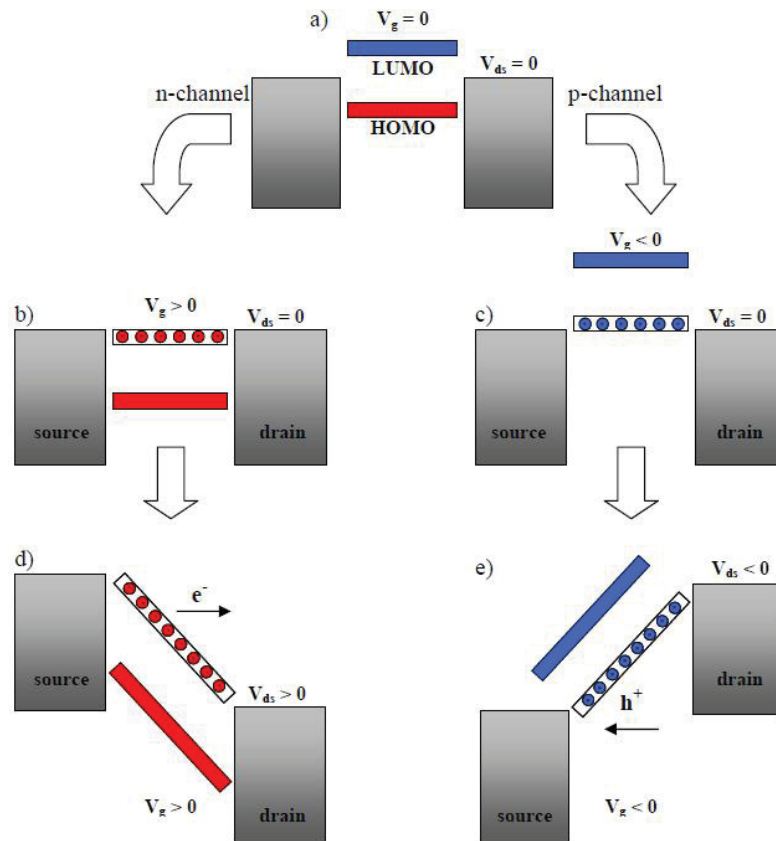 a)
V_g = 0
LUMO
V_ds = 0
n-channel
HOMO
p-channel
b)
V_g > 0
V_ds = 0
source
drain
c)
V_g < 0
V_ds = 0
source
drain
d)
e⁻
source
V_ds > 0
V_g > 0
drain
e)
V_ds < 0
drain
h⁺
source
V_g < 0